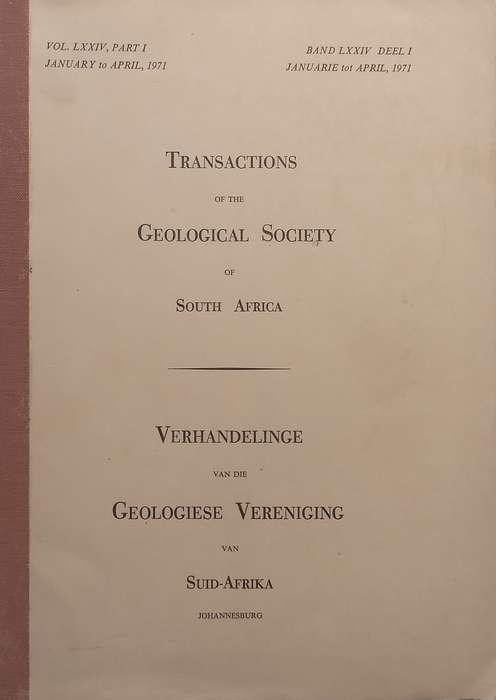 VOL. LXXIV, PART I
JANUARY to APRIL, 1971
BAND LXXIV DEEL I
JANUARIE tot APRIL, 1971
TRANSACTIONS
OF THE
GEOLOGICAL SOCIETY
OF
SOUTH AFRICA
VERHANDELINGE
VAN DIE
GEOLOGIESE VERENIGING
VAN
SUID-AFRIKA
JOHANNESBURG